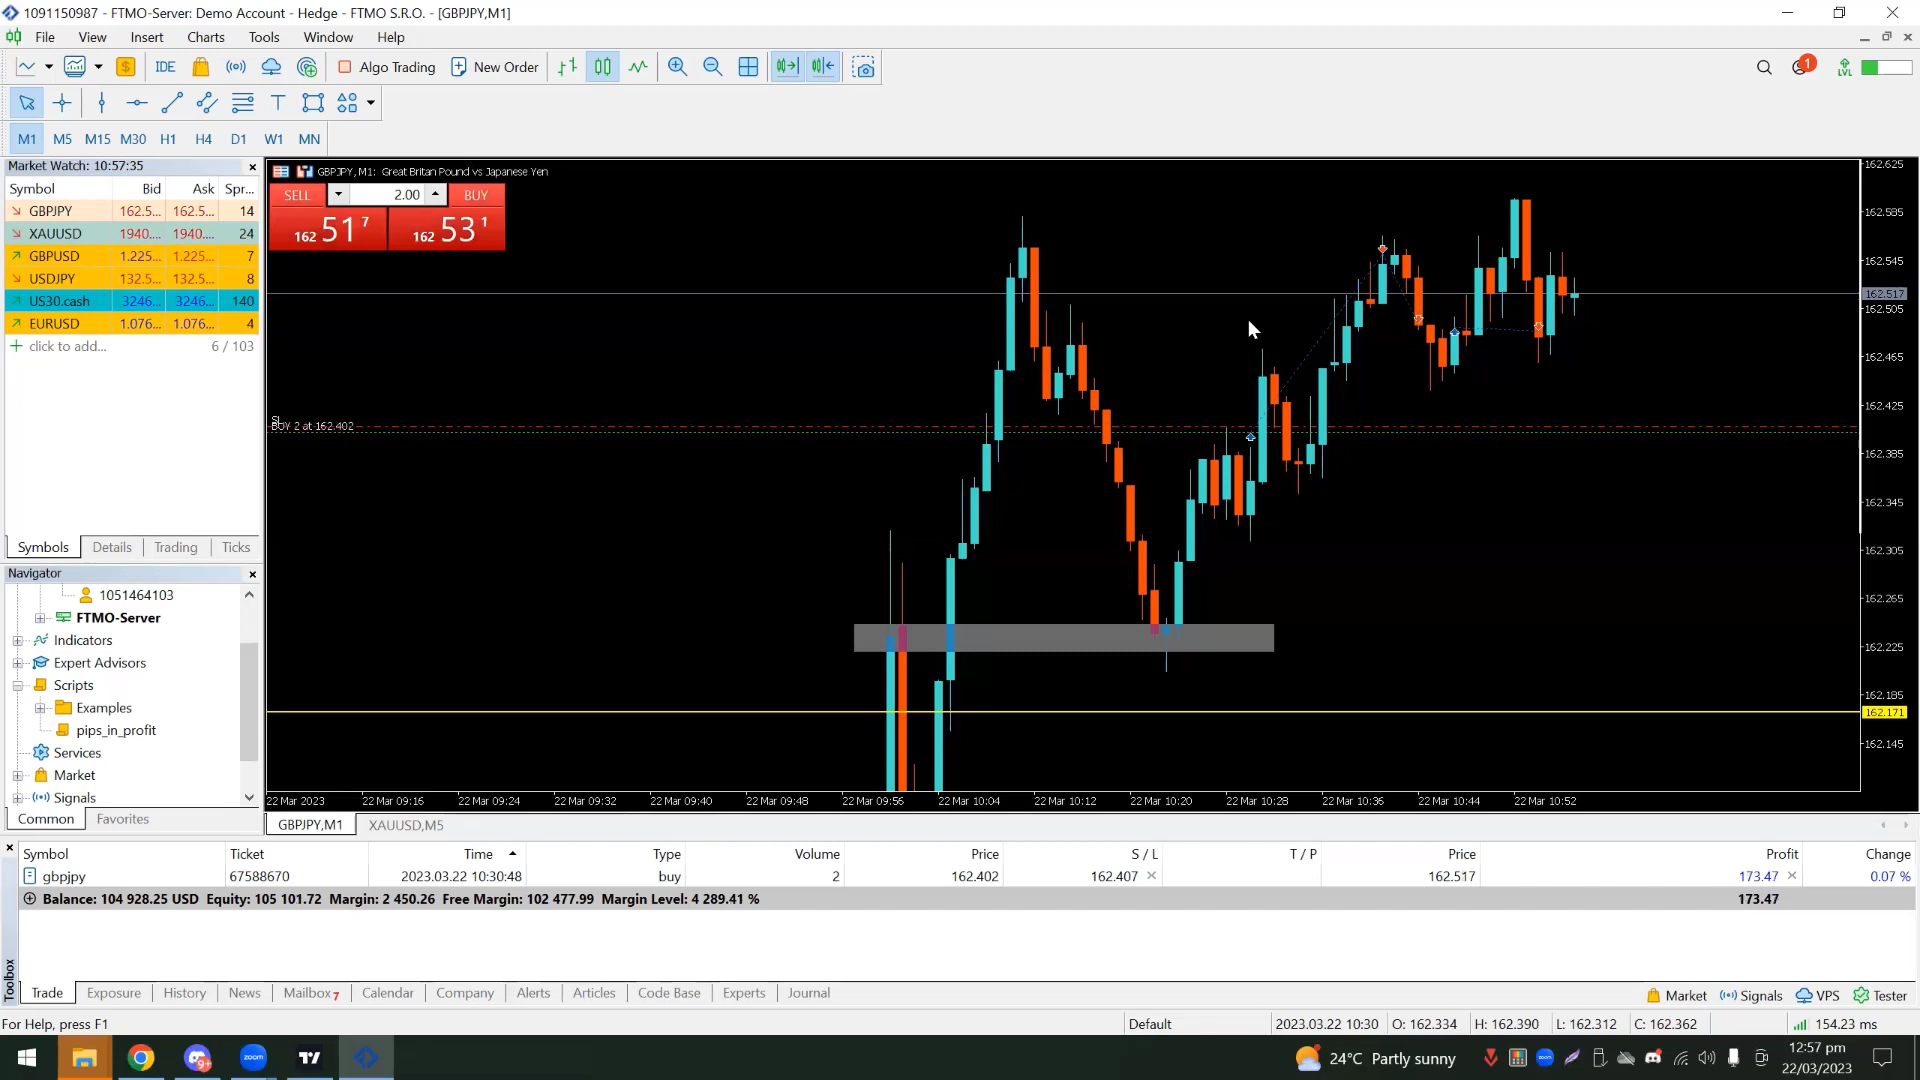 1091150987 - FTMO-Server: Demo Account - Hedge - FTMO S.R.O. - [GBPJPY,M1]
File View Insert Charts Tools Window Help
IDE Algo Trading New Order 1 LVL
M1 M5 M15 M30 H1 H4 D1 W1 MN
Market Watch: 10:57:35
Symbol Bid Ask Spr...
GBPJPY 162.5... 162.5... 14
XAUUSD 1940.... 1940.... 24
GBPUSD 1.225... 1.225... 7
USDJPY 132.5... 132.5... 8
US30.cash 3246... 3246... 140
EURUSD 1.076... 1.076... 4
click to add... 6 / 103
Symbols Details Trading Ticks
Navigator
1051464103
FTMO-Server
Indicators
Expert Advisors
Scripts
Examples
pips_in_profit
Services
Market
Signals
Common Favorites
GBPJPY, M1: Great Britan Pound vs Japanese Yen
SELL 2.00 BUY
162 51 7 162 53 1
SL
BUY 2 at 162.402
162.625
162.585
162.545
162.517
162.505
162.465
162.425
162.385
162.345
162.305
162.265
162.225
162.185
162.171
162.145
22 Mar 2023 22 Mar 09:16 22 Mar 09:24 22 Mar 09:32 22 Mar 09:40 22 Mar 09:48 22 Mar 09:56 22 Mar 10:04 22 Mar 10:12 22 Mar 10:20 22 Mar 10:28 22 Mar 10:36 22 Mar 10:44 22 Mar 10:52
GBPJPY,M1 XAUUSD,M5
Symbol Ticket Time Type Volume Price S / L T / P Price Profit Change
gbpjpy 67588670 2023.03.22 10:30:48 buy 2 162.402 162.407 162.517 173.47 0.07 %
Balance: 104 928.25 USD Equity: 105 101.72 Margin: 2 450.26 Free Margin: 102 477.99 Margin Level: 4 289.41 % 173.47
Toolbox
Trade Exposure History News Mailbox 7 Calendar Company Alerts Articles Code Base Experts Journal Market Signals VPS Tester
For Help, press F1 Default 2023.03.22 10:30 O: 162.334 H: 162.390 L: 162.312 C: 162.362 154.23 ms
9+ zoom 24°C Partly sunny 12:57 pm
22/03/2023